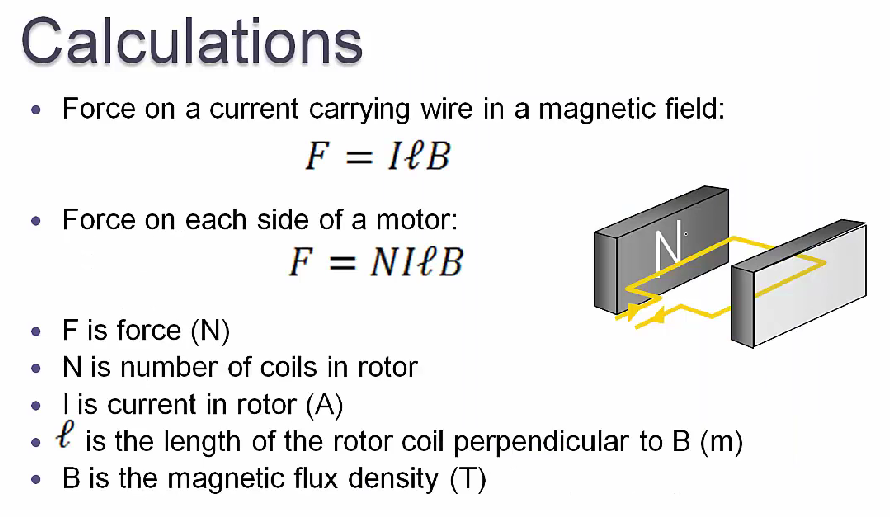 Calculations
• Force on a current carrying wire in a magnetic field:
F = IℓB
• Force on each side of a motor:
F = NIℓB
N
• F is force (N)
• N is number of coils in rotor
• I is current in rotor (A)
• ℓ is the length of the rotor coil perpendicular to B (m)
• B is the magnetic flux density (T)